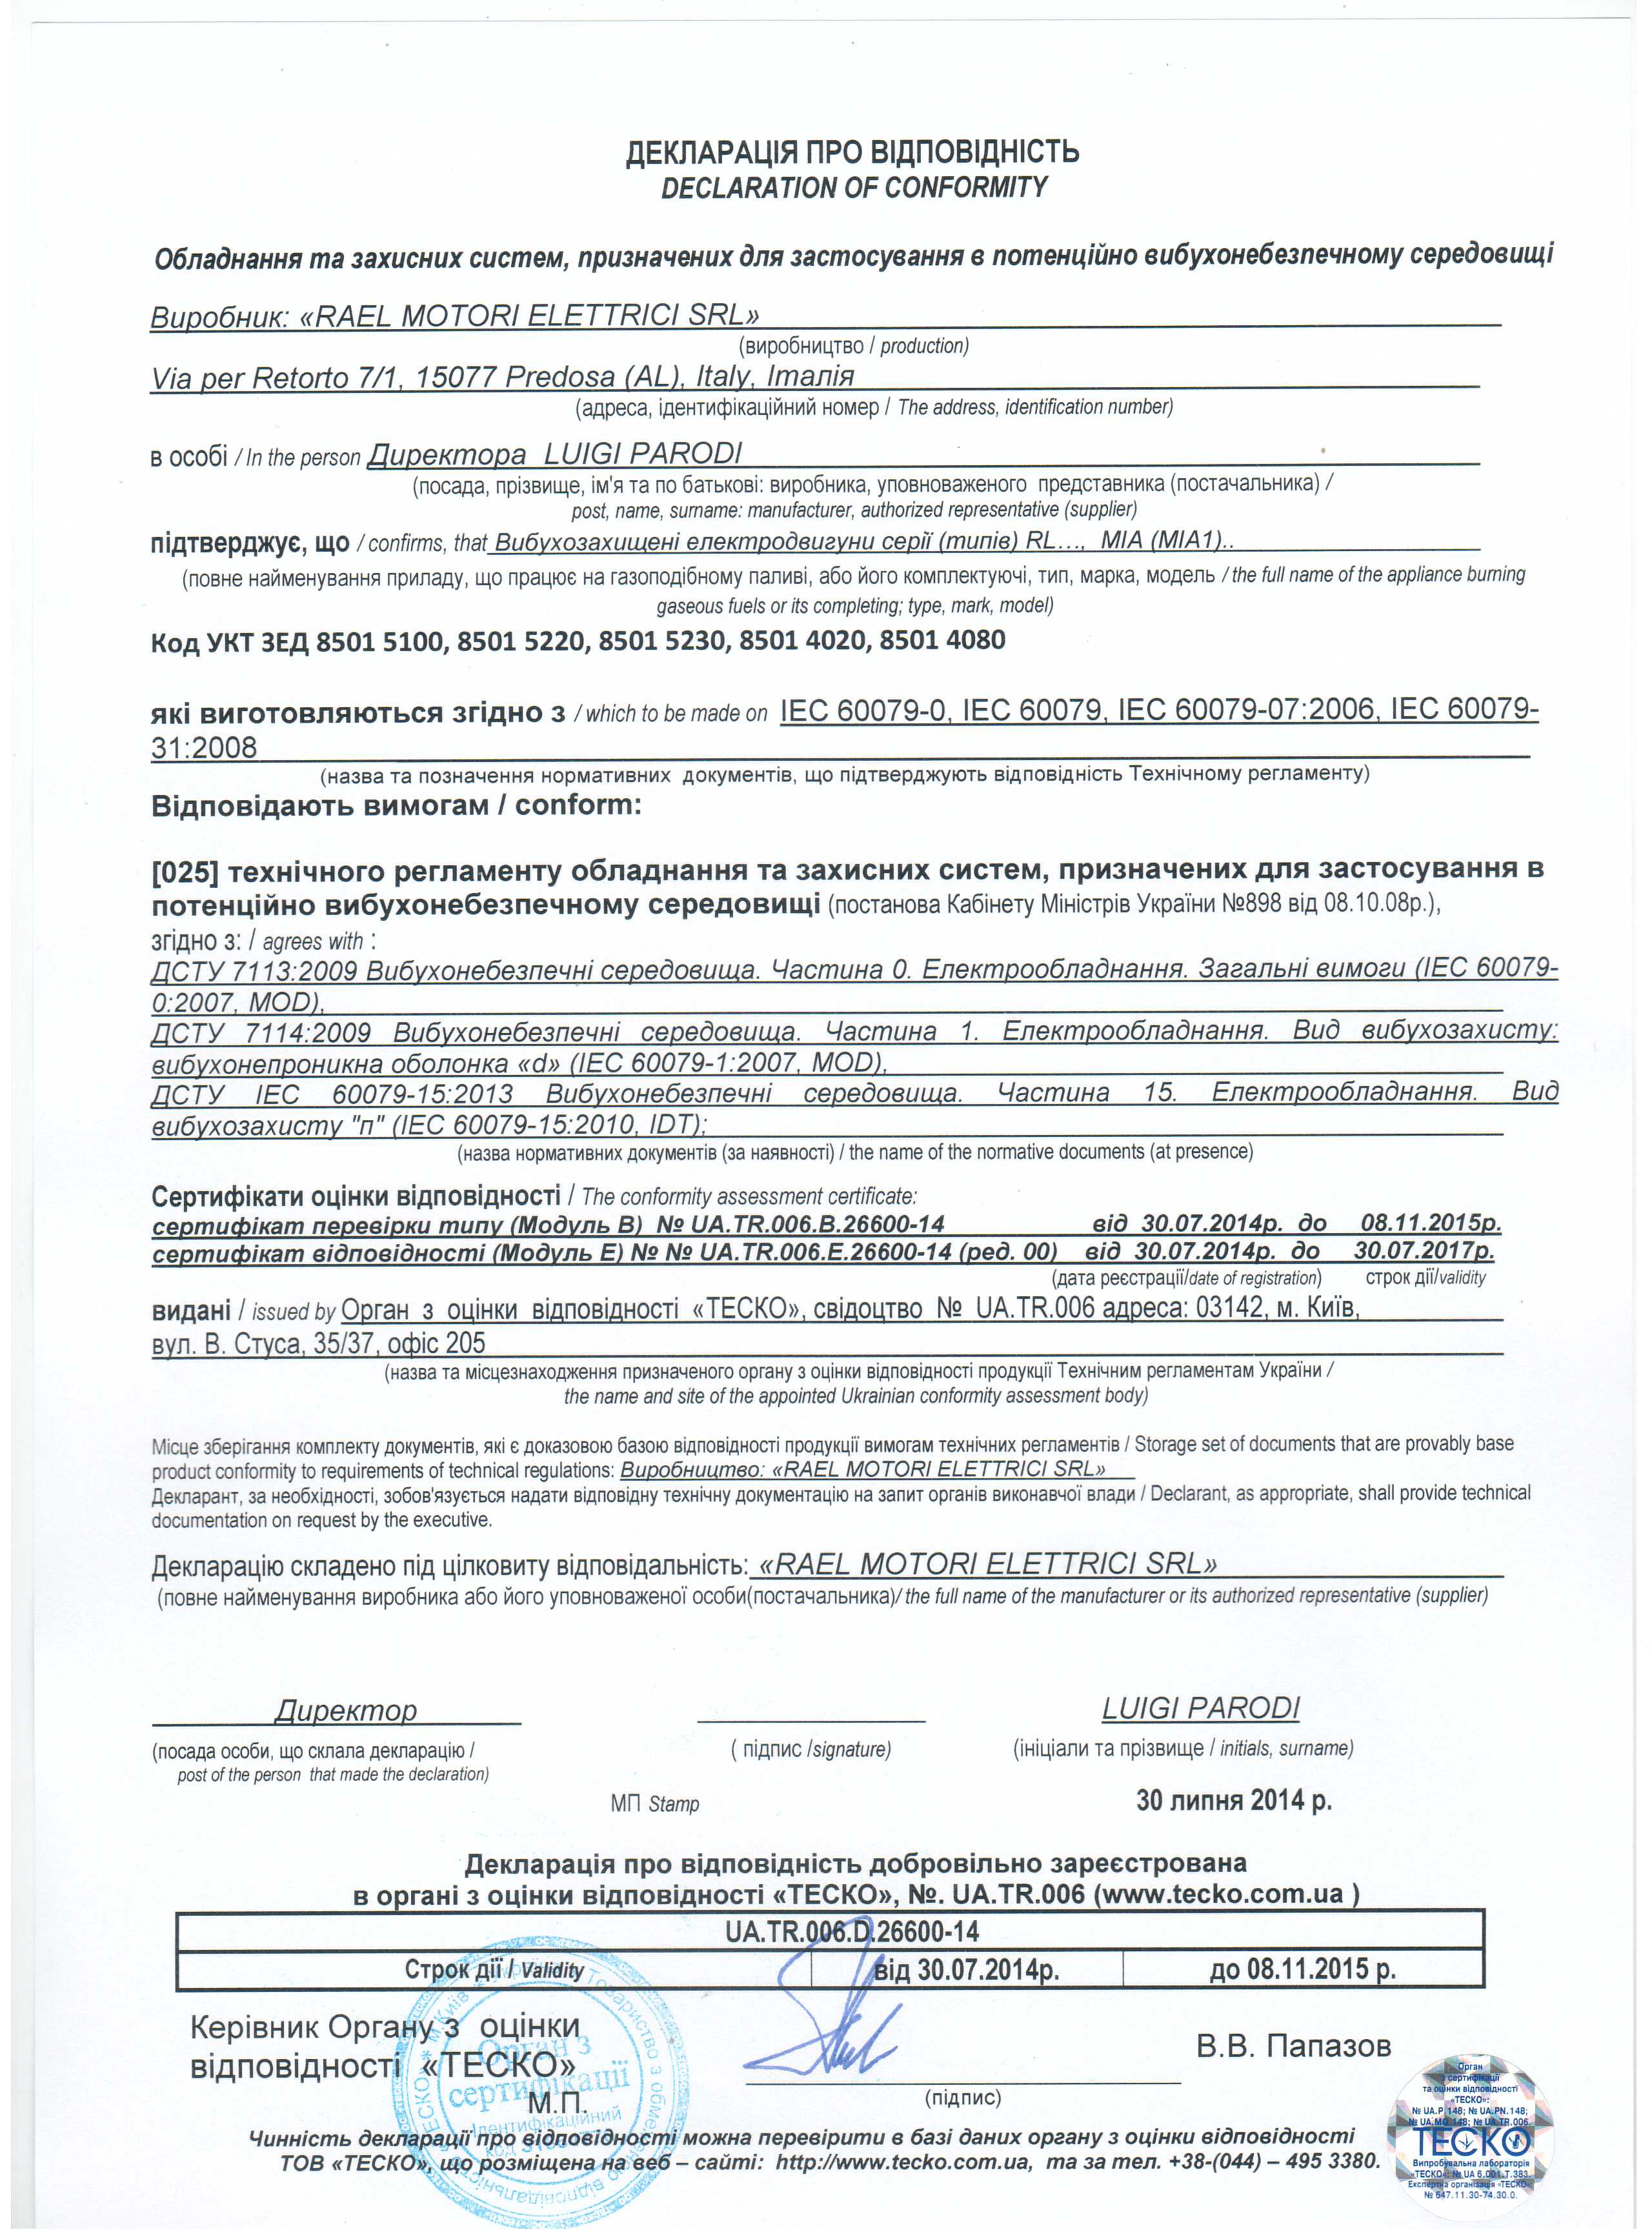 ДЕКЛАРАЦІЯ ПРО ВІДПОВІДНІСТЬ
DECLARATION OF CONFORMITY
Обладнання та захисних систем, призначених для застосування в потенційно вибухонебезпечному середовищі
Виробник: «RAEL MOTORI ELETTRICI SRL»
(виробництво / production)
Via per Retorto 7/1, 15077 Predosa (AL), Italy, Італія
(адреса, ідентифікаційний номер / The address, identification number)
в особі / In the person Директора LUIGI PARODI
(посада, прізвище, ім'я та по батькові: виробника, уповноваженого представника (постачальника) /
post, name, surname: manufacturer, authorized representative (supplier)
підтверджує, що / confirms, that Вибухозахищені електродвигуни серії (типів) RL…, MIA (MIA1)..
(повне найменування приладу, що працює на газоподібному паливі, або його комплектуючі, тип, марка, модель / the full name of the appliance burning
gaseous fuels or its completing; type, mark, model)
Код УКТ ЗЕД 8501 5100, 8501 5220, 8501 5230, 8501 4020, 8501 4080
які виготовляються згідно з / which to be made on IEC 60079-0, IEC 60079, IEC 60079-07:2006, IEC 60079-
31:2008
(назва та позначення нормативних документів, що підтверджують відповідність Технічному регламенту)
Відповідають вимогам / conform:
[025] технічного регламенту обладнання та захисних систем, призначених для застосування в
потенційно вибухонебезпечному середовищі (постанова Кабінету Міністрів України №898 від 08.10.08р.),
згідно з: / agrees with :
ДСТУ 7113:2009 Вибухонебезпечні середовища. Частина 0. Електрообладнання. Загальні вимоги (IEC 60079-
0:2007, MOD),
ДСТУ 7114:2009 Вибухонебезпечні середовища. Частина 1. Електрообладнання. Вид вибухозахисту:
вибухонепроникна оболонка «d» (IEC 60079-1:2007, MOD),
ДСТУ IEC 60079-15:2013 Вибухонебезпечні середовища. Частина 15. Електрообладнання. Вид
вибухозахисту "п" (IEC 60079-15:2010, IDT);
(назва нормативних документів (за наявності) / the name of the normative documents (at presence)
Сертифікати оцінки відповідності / The conformity assessment certificate:
сертифікат перевірки типу (Модуль В) № UA.TR.006.B.26600-14 від 30.07.2014р. до 08.11.2015р.
сертифікат відповідності (Модуль Е) № № UA.TR.006.E.26600-14 (ред. 00) від 30.07.2014р. до 30.07.2017р.
(дата реєстрації/date of registration) строк дії/validity
видані / issued by Орган з оцінки відповідності «ТЕСКО», свідоцтво № UA.TR.006 адреса: 03142, м. Київ,
вул. В. Стуса, 35/37, офіс 205
(назва та місцезнаходження призначеного органу з оцінки відповідності продукції Технічним регламентам України /
the name and site of the appointed Ukrainian conformity assessment body)
Місце зберігання комплекту документів, які є доказовою базою відповідності продукції вимогам технічних регламентів / Storage set of documents that are provably base
product conformity to requirements of technical regulations: Виробництво: «RAEL MOTORI ELETTRICI SRL»
Декларант, за необхідності, зобов'язується надати відповідну технічну документацію на запит органів виконавчої влади / Declarant, as appropriate, shall provide technical
documentation on request by the executive.
Декларацію складено під цілковиту відповідальність: «RAEL MOTORI ELETTRICI SRL»
(повне найменування виробника або його уповноваженої особи(постачальника)/ the full name of the manufacturer or its authorized representative (supplier)
Директор LUIGI PARODI
(посада особи, що склала декларацію / ( підпис /signature) (ініціали та прізвище / initials, surname)
post of the person that made the declaration)
МП Stamp 30 липня 2014 р.
Декларація про відповідність добровільно зареєстрована
в органі з оцінки відповідності «ТЕСКО», №. UA.TR.006 (www.tecko.com.ua )
UA.TR.006.D.26600-14
Строк дії / Validity від 30.07.2014р. до 08.11.2015 р.
Керівник Органу з оцінки
відповідності «ТЕСКО» В.В. Папазов
М.П.
(підпис)
Орган з
сертифікації
Ідентифікаційний
код
Чинність декларації про відповідності можна перевірити в базі даних органу з оцінки відповідності
ТОВ «ТЕСКО», що розміщена на веб – сайті: http://www.tecko.com.ua, та за тел. +38-(044) – 495 3380.
Орган
з сертифікації
та оцінки відповідності
«ТЕСКО»:
№ UA.P.148; № UA.PN.148;
№ UA.MQ.148; № UA.TR.006.
ТЕСКО
Випробувальна лабораторія
«ТЕСКО»: № UA 6.001.T.383.
Експертна організація «ТЕСКО»
№ 647.11.30-74.30.0.